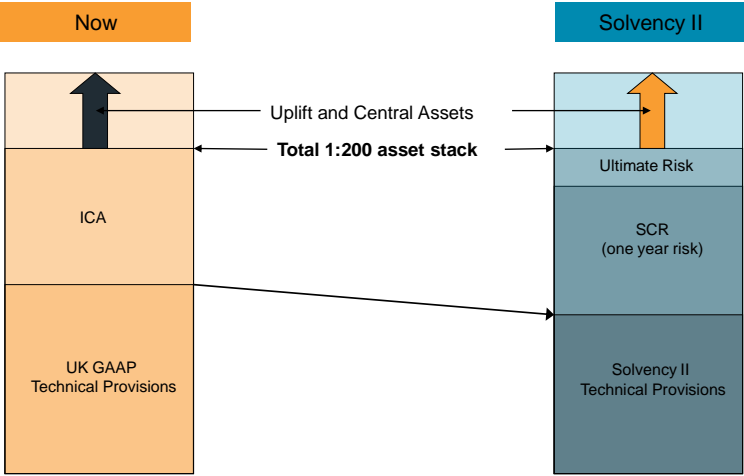 Now
Solvency II
Uplift and Central Assets
Total 1:200 asset stack
Ultimate Risk
ICA
SCR
(one year risk)
UK GAAP
Technical Provisions
Solvency II
Technical Provisions